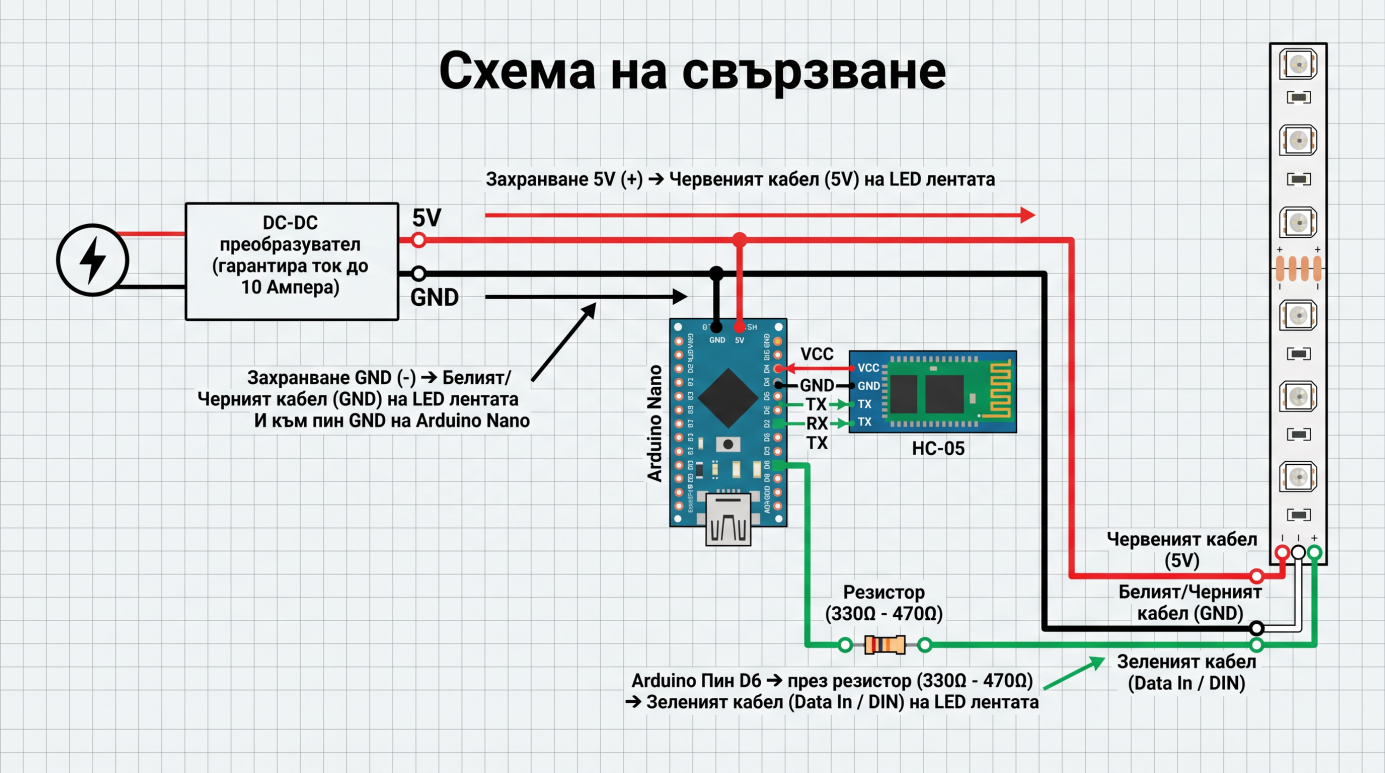 Схема на свързване
Захранване 5V (+) → Червеният кабел (5V) на LED лентата
DC-DC
преобразувател
(гарантира ток до
10 Ампера)
5V
GND
Захранване GND (-) → Белият/
Черният кабел (GND) на LED лентата
И към пин GND на Arduino Nano
Arduino Nano
GND 5V
VCC
GND
TX
RX
TX
VCC
GND
TX
TX
HC-05
+ +
- -
Червеният кабел
(5V)
Белият/Черният
кабел (GND)
Зеленият кабел
(Data In / DIN)
Резистор
(330Ω - 470Ω)
Arduino Пин D6 → през резистор (330Ω - 470Ω)
→ Зеленият кабел (Data In / DIN) на LED лентата